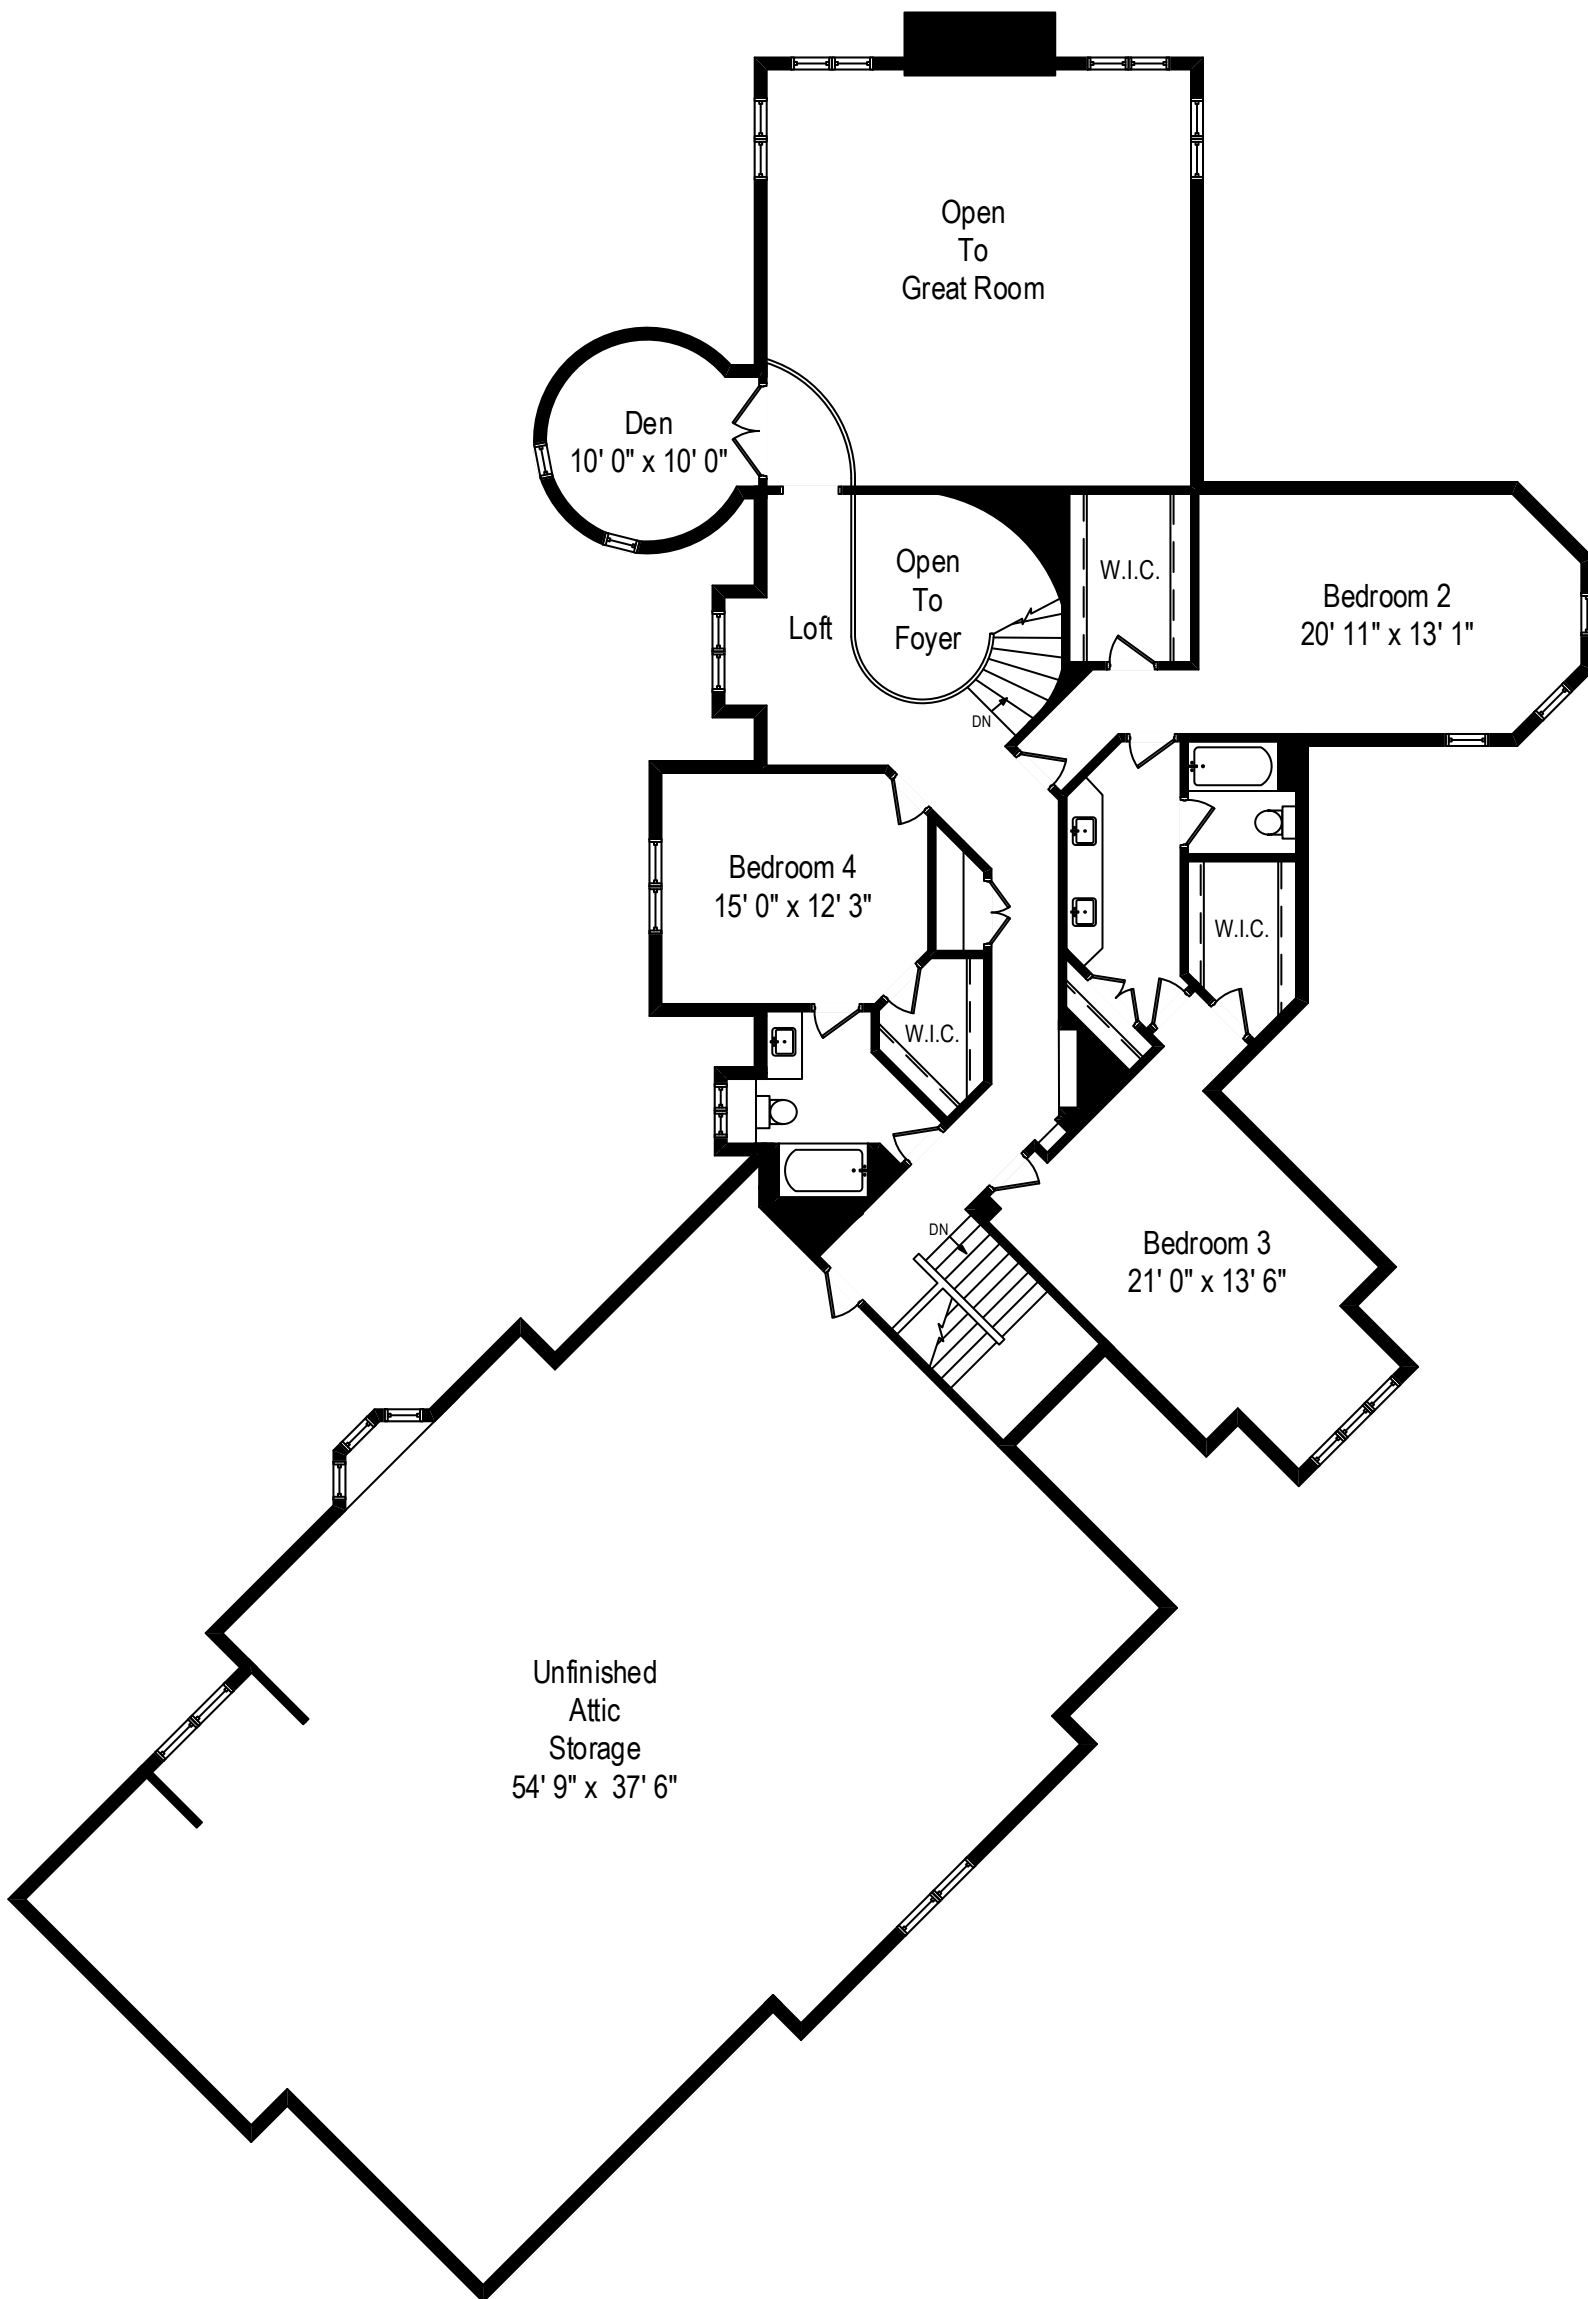 Open
To
Great Room
Den
10' 0" x 10' 0"
Open
To
Foyer
W.I.C.
Bedroom 2
20' 11" x 13' 1"
Loft
DN
Bedroom 4
15' 0" x 12' 3"
W.I.C.
W.I.C.
DN
Bedroom 3
21' 0" x 13' 6"
Unfinished
Attic
Storage
54' 9" x 37' 6"